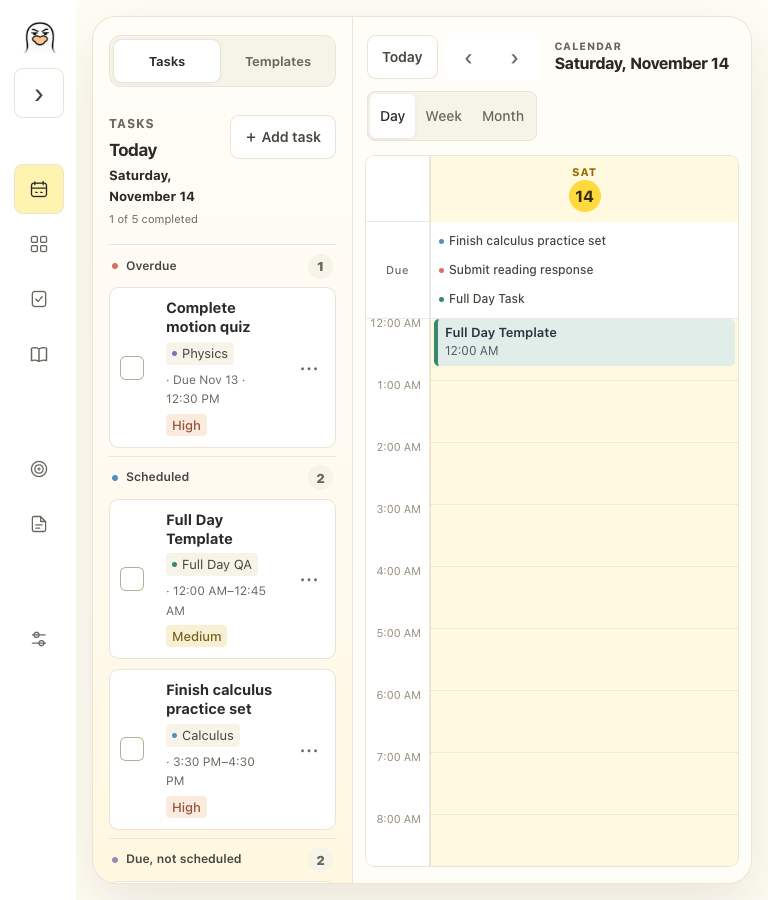 Tasks
Templates
TASKS
Today
Saturday,
November 14
1 of 5 completed
+ Add task
Overdue
1
Complete
motion quiz
Physics
· Due Nov 13 ·
12:30 PM
High
Scheduled
2
Full Day
Template
Full Day QA
· 12:00 AM–12:45
AM
Medium
Finish calculus
practice set
Calculus
· 3:30 PM–4:30
PM
High
Due, not scheduled
2
Today
CALENDAR
Saturday, November 14
Day
Week
Month
SAT
14
Due
Finish calculus practice set
Submit reading response
Full Day Task
12:00 AM
Full Day Template
12:00 AM
1:00 AM
2:00 AM
3:00 AM
4:00 AM
5:00 AM
6:00 AM
7:00 AM
8:00 AM